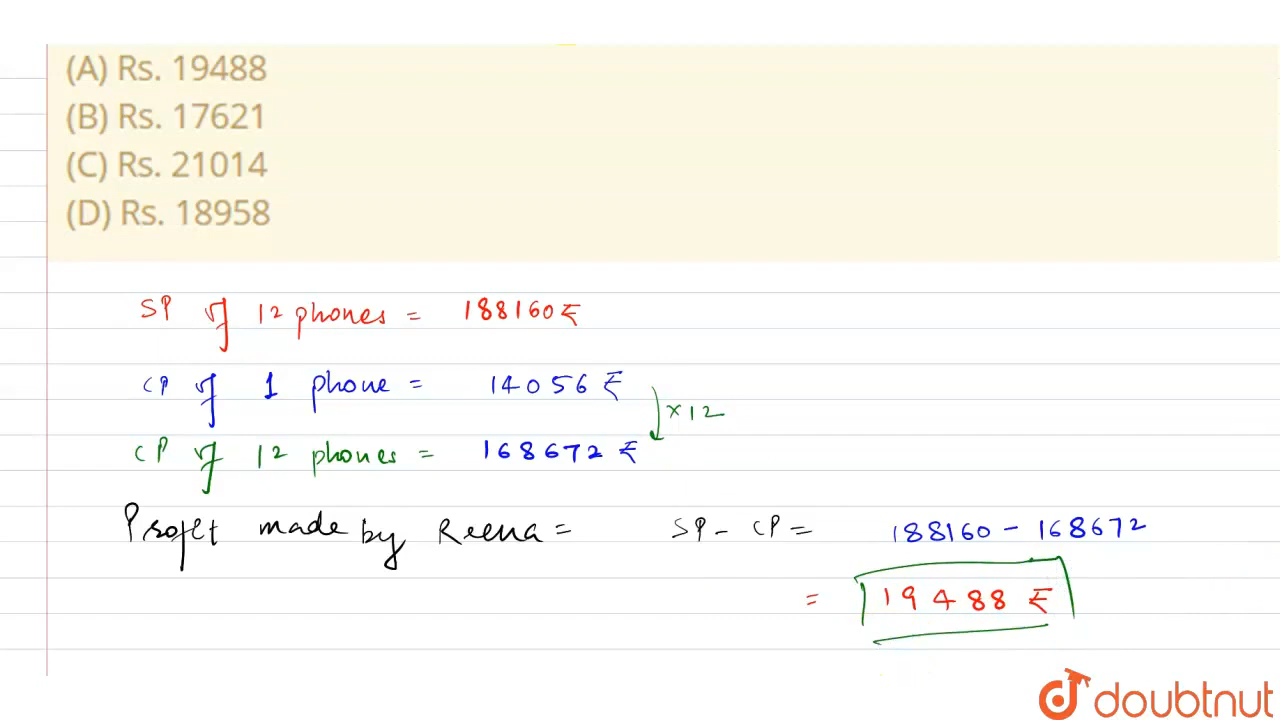 (A) Rs. 19488
(B) Rs. 17621
(C) Rs. 21014
(D) Rs. 18958
SP of 12 phones = 188160₹
CP of 1 phone = 14056 ₹
×12
CP of 12 phones = 168672 ₹
Profit made by Reena = SP - CP = 188160 - 168672
= 19488 ₹
doubtnut